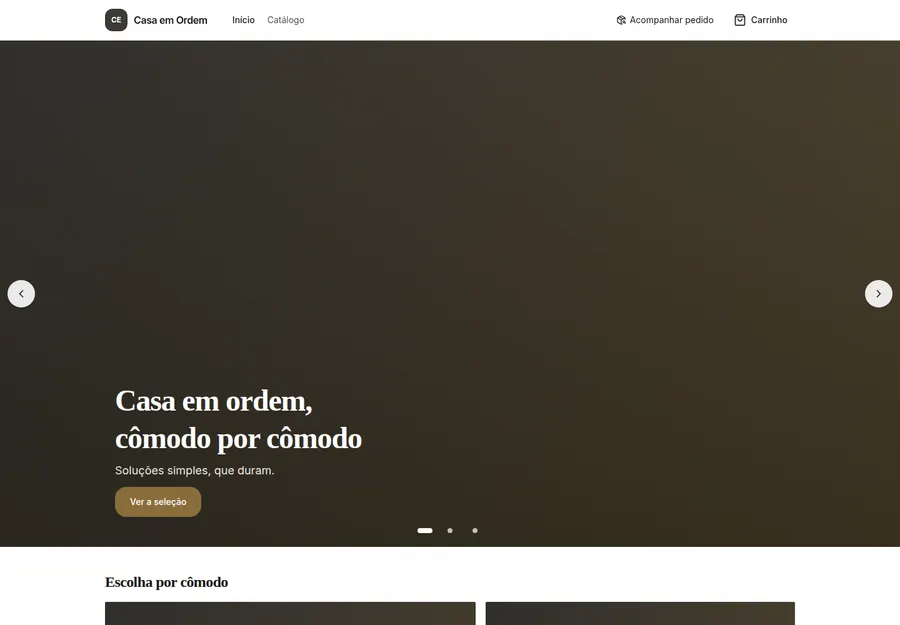 CE
Casa em Ordem
Início
Catálogo
Acompanhar pedido
Carrinho
Casa em ordem,
cômodo por cômodo
Soluções simples, que duram.
Ver a seleção
Escolha por cômodo